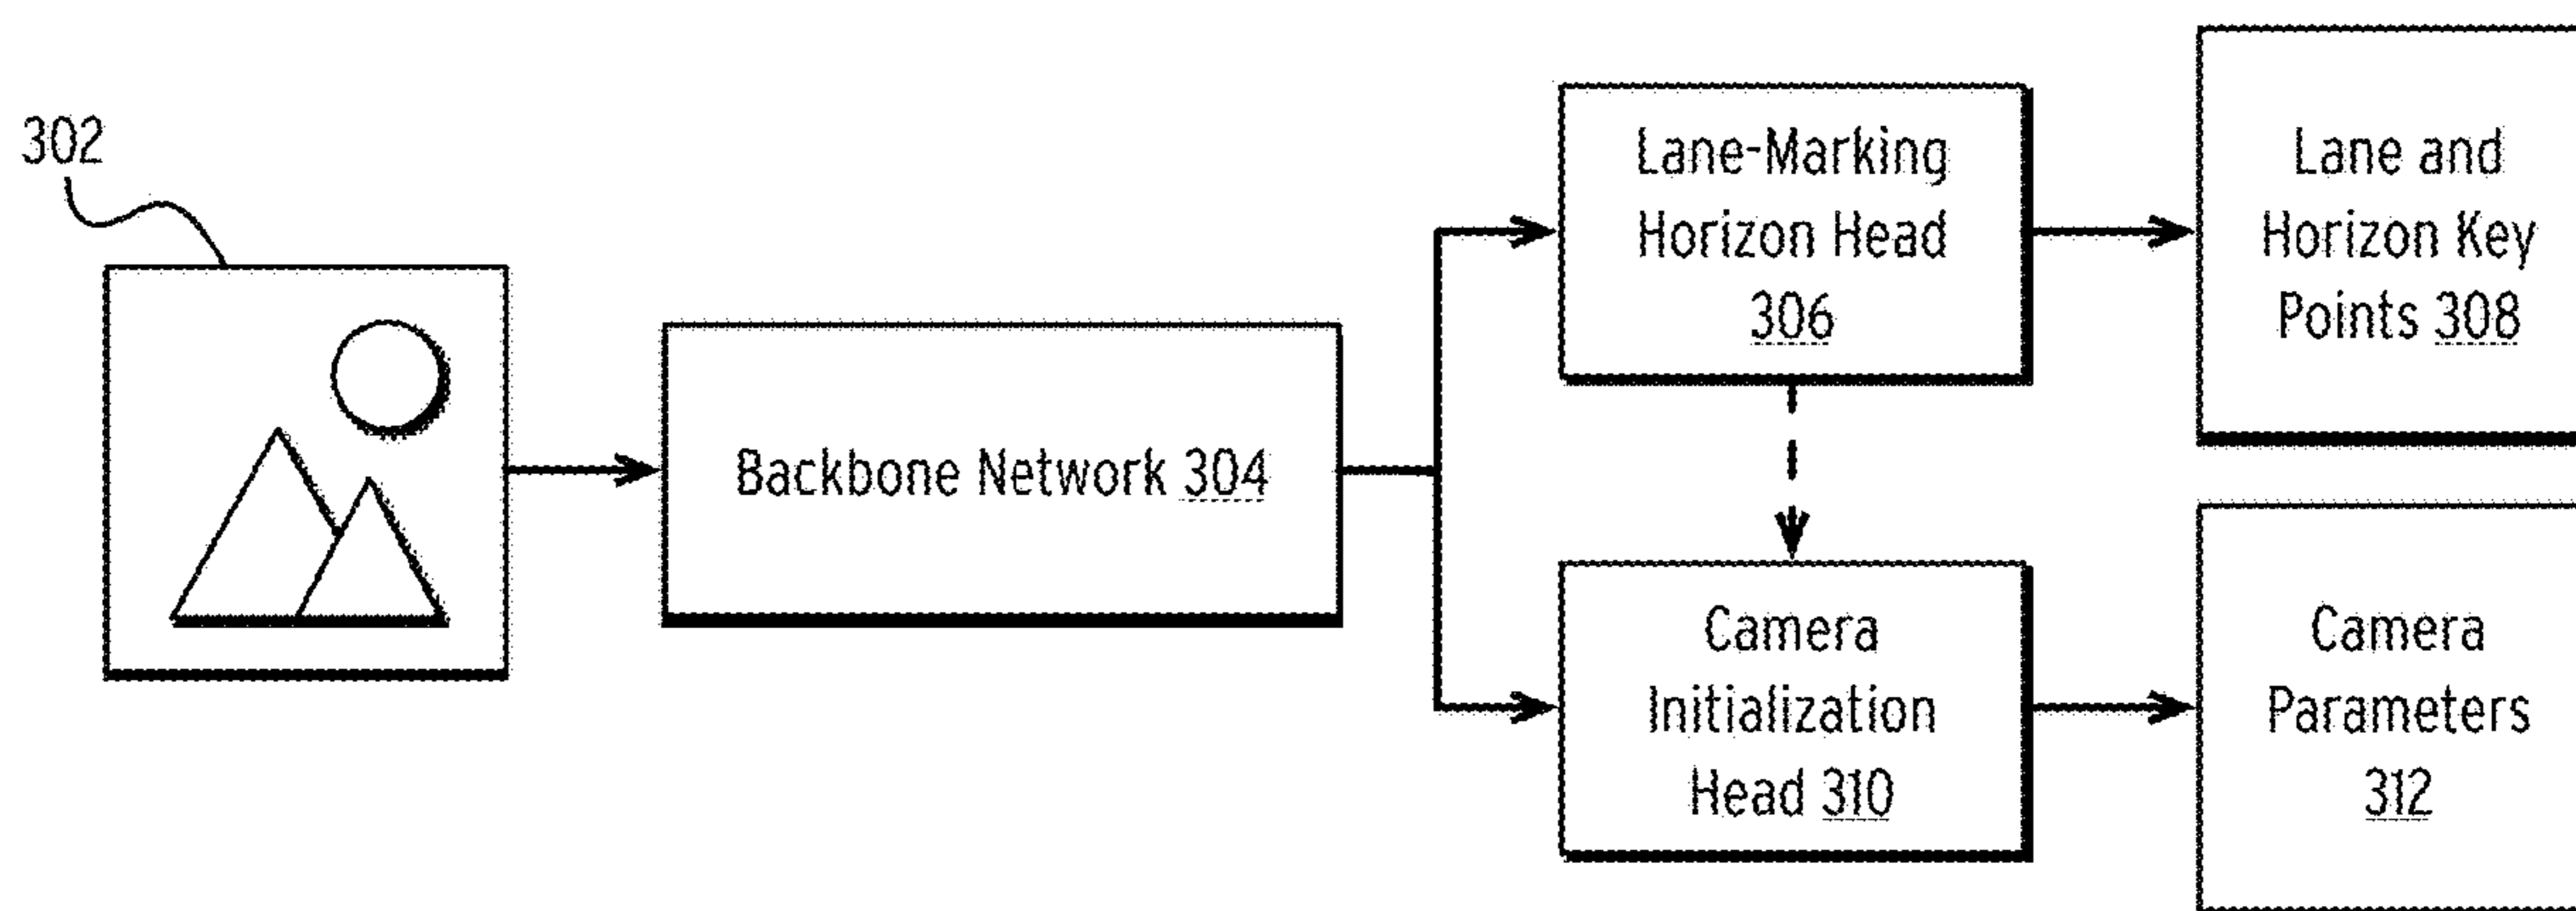 302
Backbone Network 304
Lane-Marking
Horizon Head
306
Lane and
Horizon Key
Points 308
Camera
Initialization
Head 310
Camera
Parameters
312